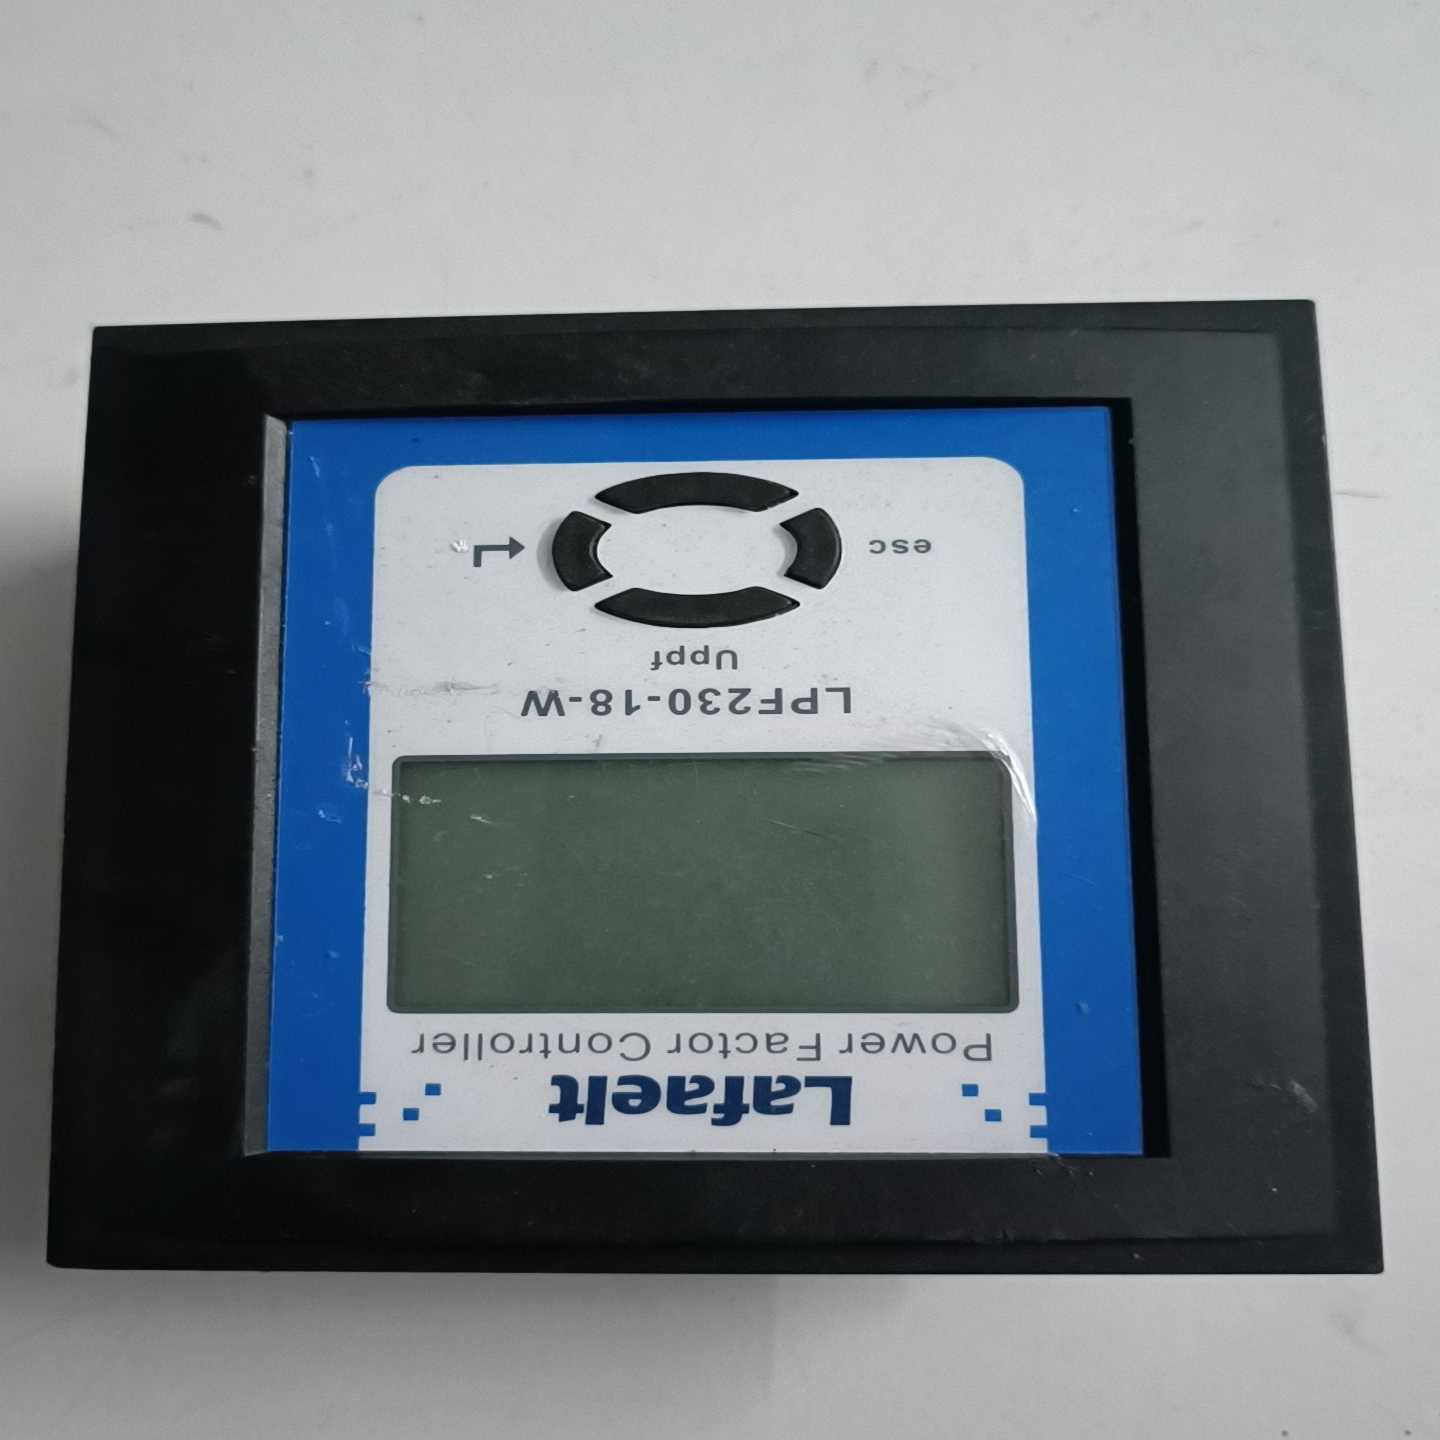 Lafaelt
Power Factor Controller
LPF230-18-W
Uppf
esc